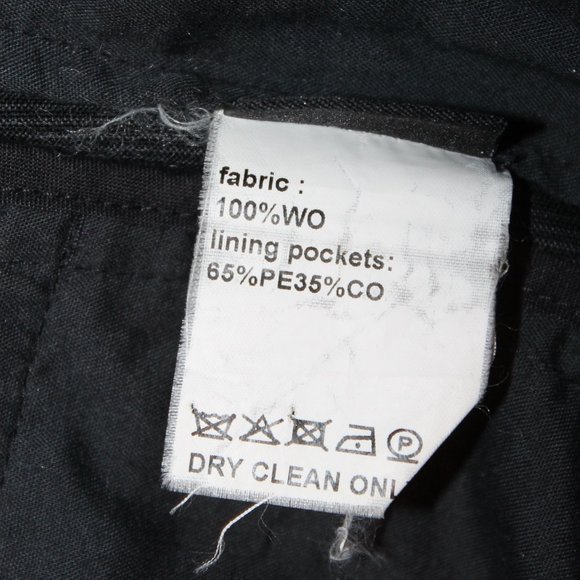 fabric :
100%WO
lining pockets:
65%PE35%CO
P
DRY CLEAN ONL